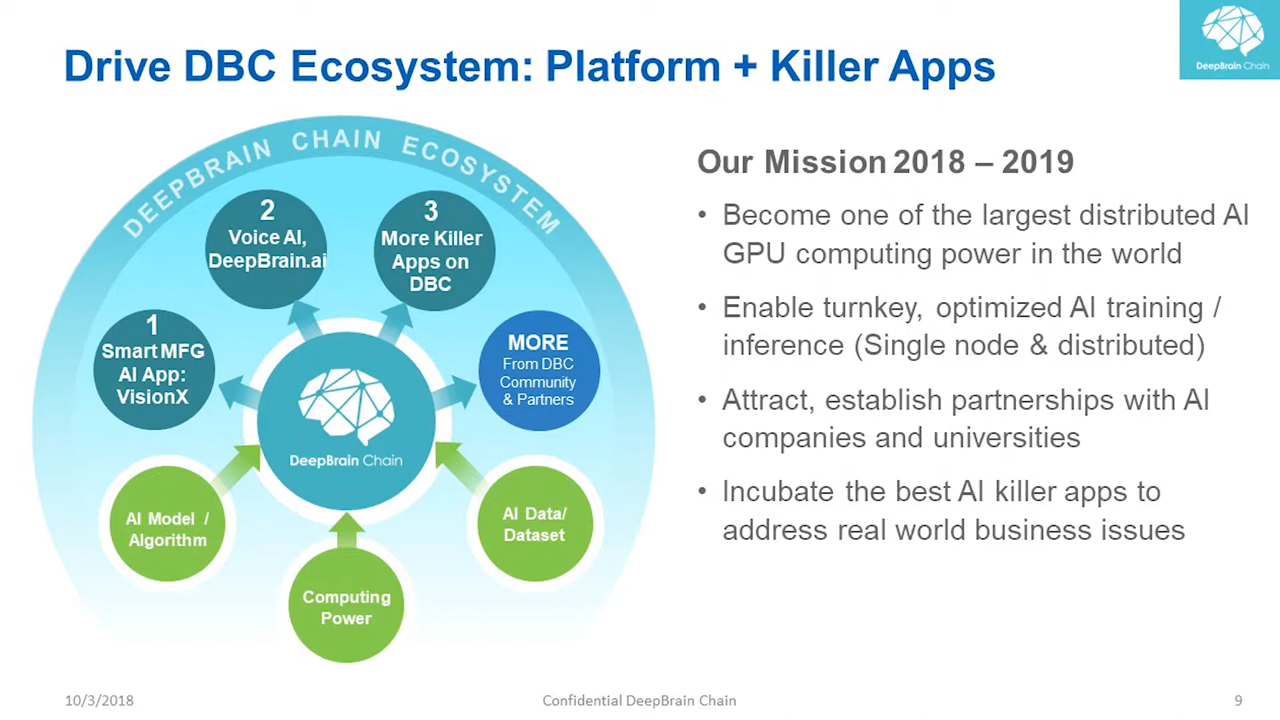 Drive DBC Ecosystem: Platform + Killer Apps
DeepBrain Chain
DEEPBRAIN CHAIN ECOSYSTEM
1
Smart MFG
AI App:
VisionX
2
Voice AI,
DeepBrain.ai
3
More Killer
Apps on
DBC
MORE
From DBC
Community
& Partners
DeepBrain Chain
AI Model /
Algorithm
Computing
Power
AI Data/
Dataset
Our Mission 2018 – 2019
• Become one of the largest distributed AI
GPU computing power in the world
• Enable turnkey, optimized AI training /
inference (Single node & distributed)
• Attract, establish partnerships with AI
companies and universities
• Incubate the best AI killer apps to
address real world business issues
10/3/2018
Confidential DeepBrain Chain
9